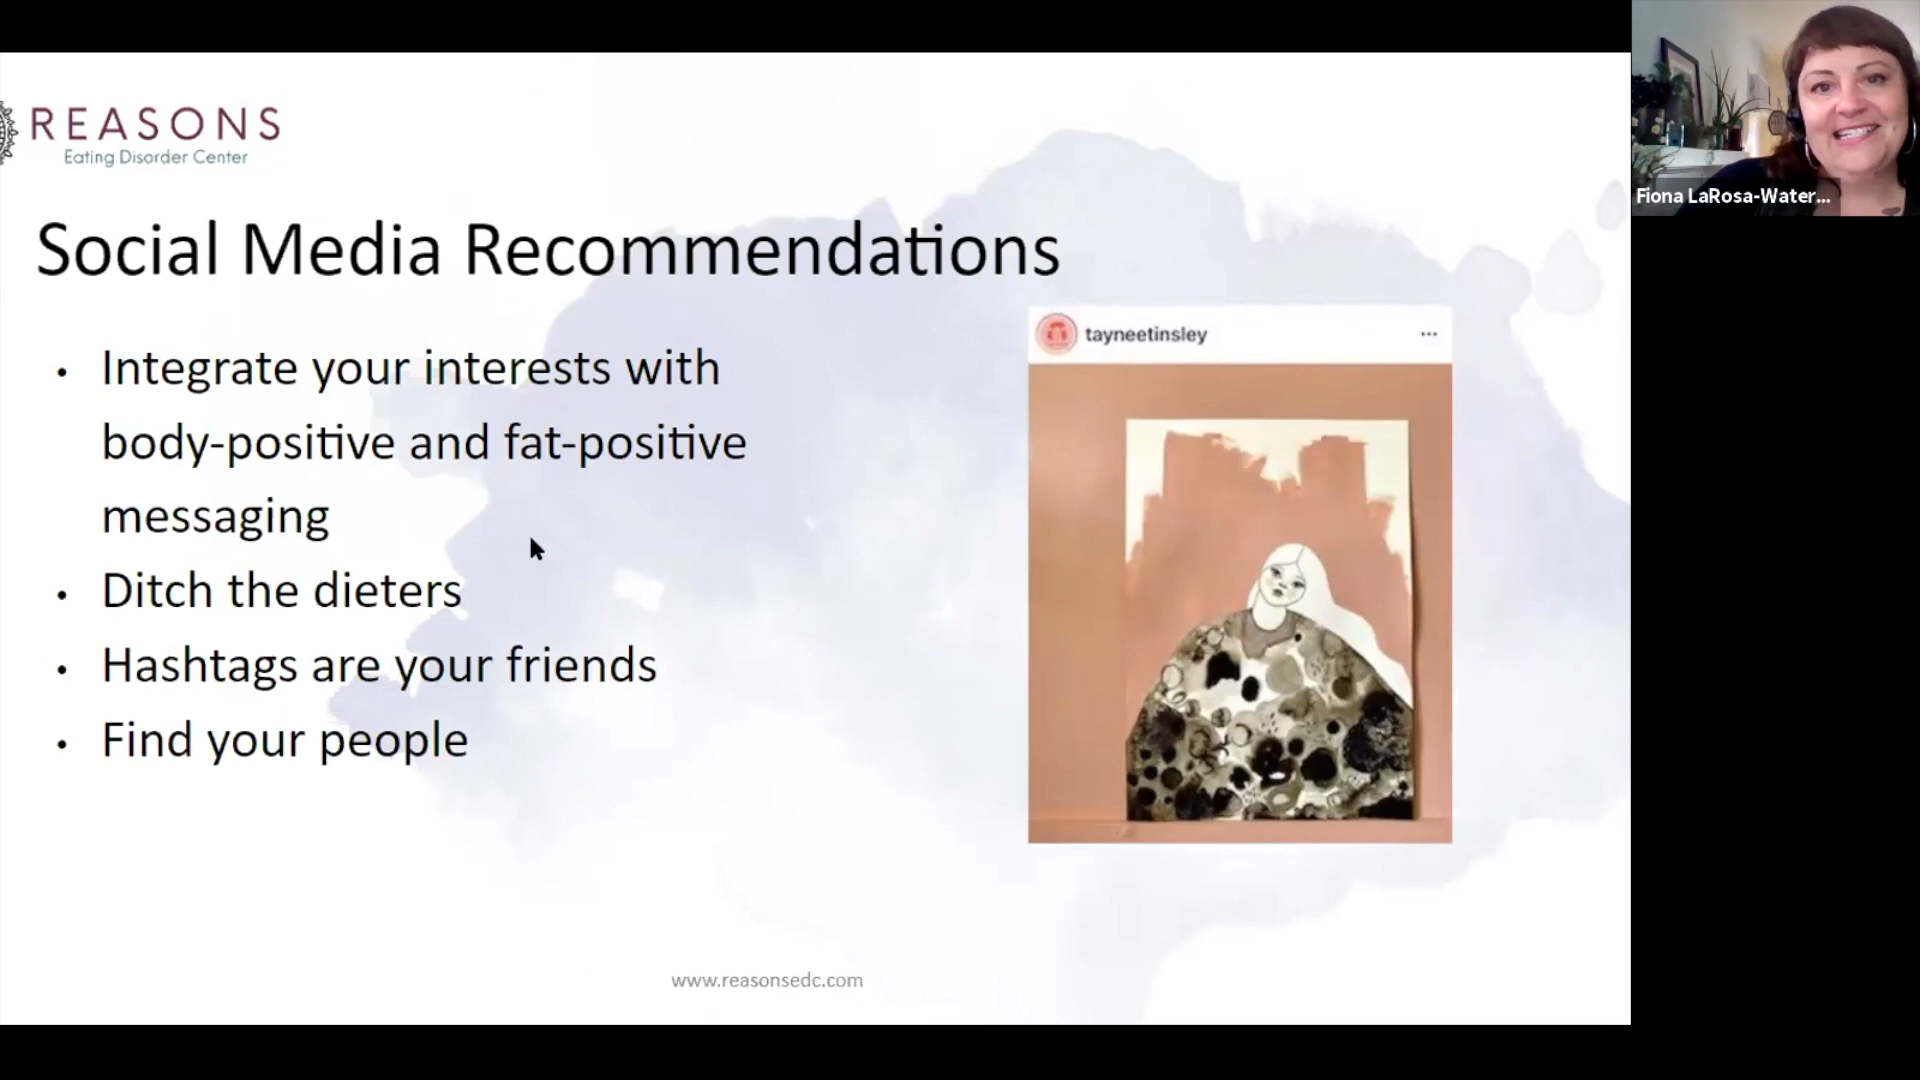 REASONS
Eating Disorder Center
Fiona LaRosa-Water...
Social Media Recommendations
tayneetinsley
• Integrate your interests with
body-positive and fat-positive
messaging
• Ditch the dieters
• Hashtags are your friends
• Find your people
www.reasonsedc.com